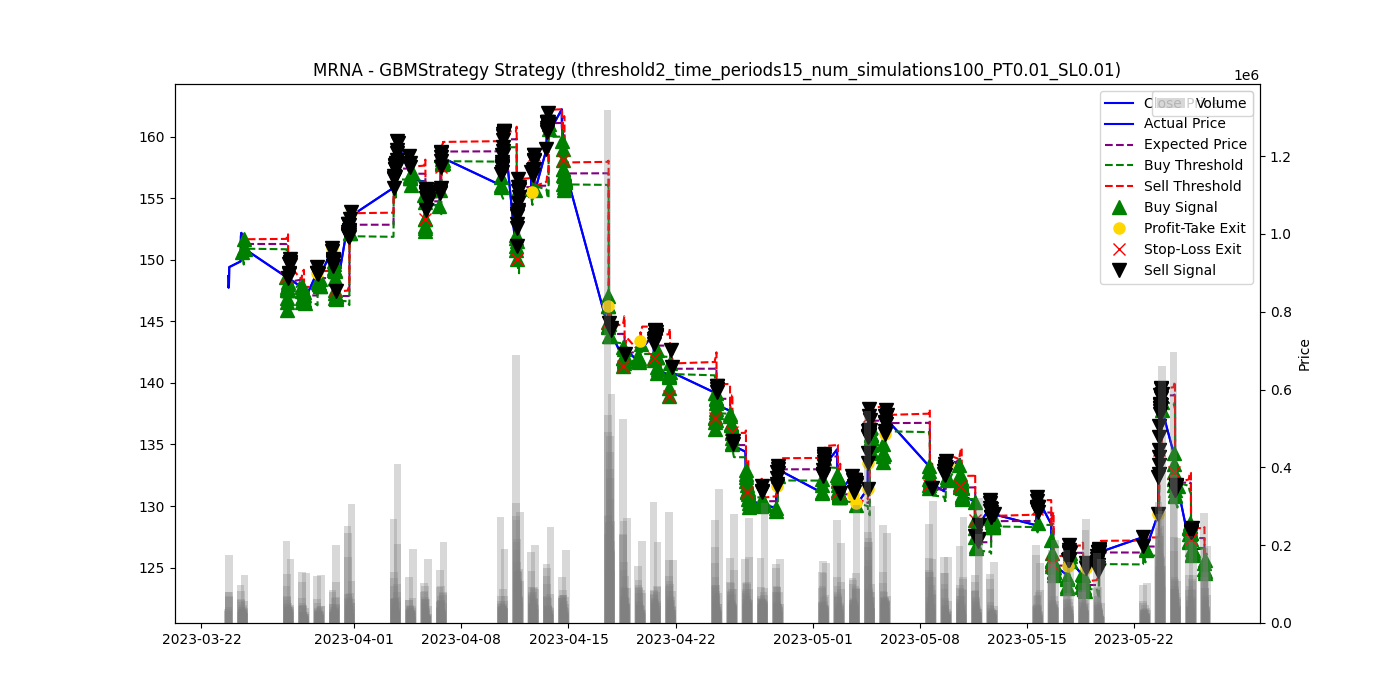 MRNA - GBMStrategy Strategy (threshold2_time_periods15_num_simulations100_PT0.01_SL0.01)
1e6
Volume
Actual Price
Expected Price
Buy Threshold
Sell Threshold
Buy Signal
Profit-Take Exit
Stop-Loss Exit
Sell Signal
160
155
150
145
140
135
130
125
1.2
1.0
0.8
0.6
0.4
0.2
0.0
Price
2023-03-22
2023-04-01
2023-04-08
2023-04-15
2023-04-22
2023-05-01
2023-05-08
2023-05-15
2023-05-22